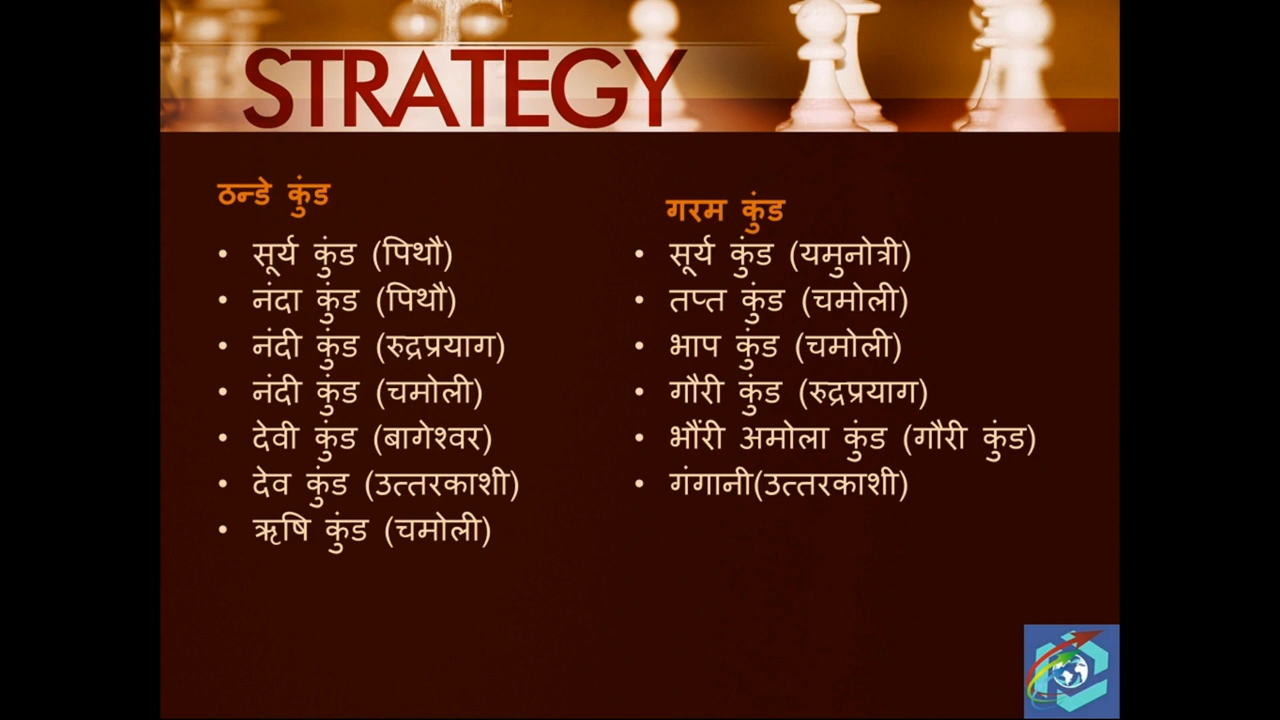 STRATEGY
ठन्डे कुंड
• सूर्य कुंड (पिथौ)
• नंदा कुंड (पिथौ)
• नंदी कुंड (रुद्रप्रयाग)
• नंदी कुंड (चमोली)
• देवी कुंड (बागेश्वर)
• देव कुंड (उत्तरकाशी)
• ऋषि कुंड (चमोली)
गरम कुंड
• सूर्य कुंड (यमुनोत्री)
• तप्त कुंड (चमोली)
• भाप कुंड (चमोली)
• गौरी कुंड (रुद्रप्रयाग)
• भौंरी अमोला कुंड (गौरी कुंड)
• गंगानी(उत्तरकाशी)